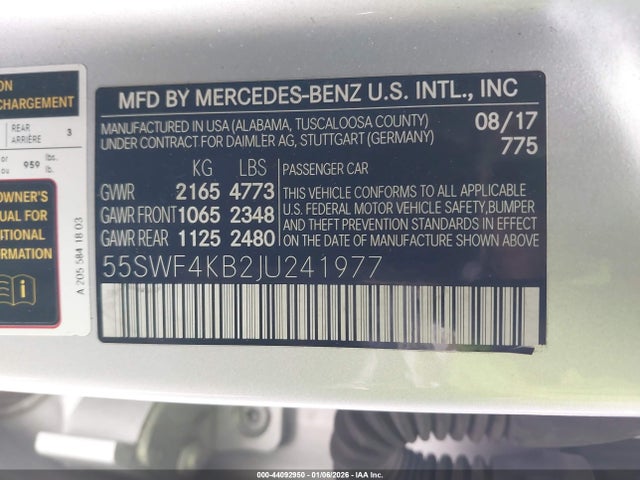 ON
CHARGEMENT
REAR
ARRIÈRE 3
or
ou 959 lbs.
OWNER'S
NUAL FOR
DITIONAL
RMATION
A 205 584 18 03
MFD BY MERCEDES-BENZ U.S. INTL., INC
MANUFACTURED IN USA (ALABAMA, TUSCALOOSA COUNTY) 08/17
UNDER CONTRACT FOR DAIMLER AG, STUTTGART (GERMANY) 775
KG LBS PASSENGER CAR
GVWR 2165 4773
GAWR FRONT 1065 2348
GAWR REAR 1125 2480
THIS VEHICLE CONFORMS TO ALL APPLICABLE
U.S. FEDERAL MOTOR VEHICLE SAFETY, BUMPER
AND THEFT PREVENTION STANDARDS IN EFFECT
ON THE DATE OF MANUFACTURE SHOWN ABOVE.
55SWF4KB2JU241977
000-44092950 - 01/06/2026 - IAA Inc.